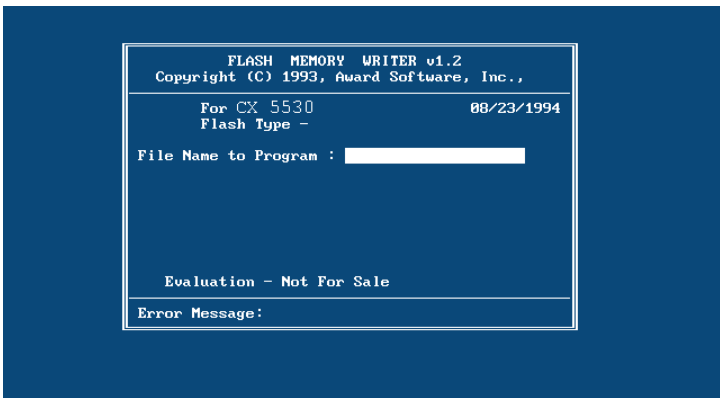 FLASH MEMORY WRITER v1.2
Copyright (C) 1993, Award Software, Inc.,
For CX 5530 08/23/1994
Flash Type -
File Name to Program :
Evaluation - Not For Sale
Error Message: